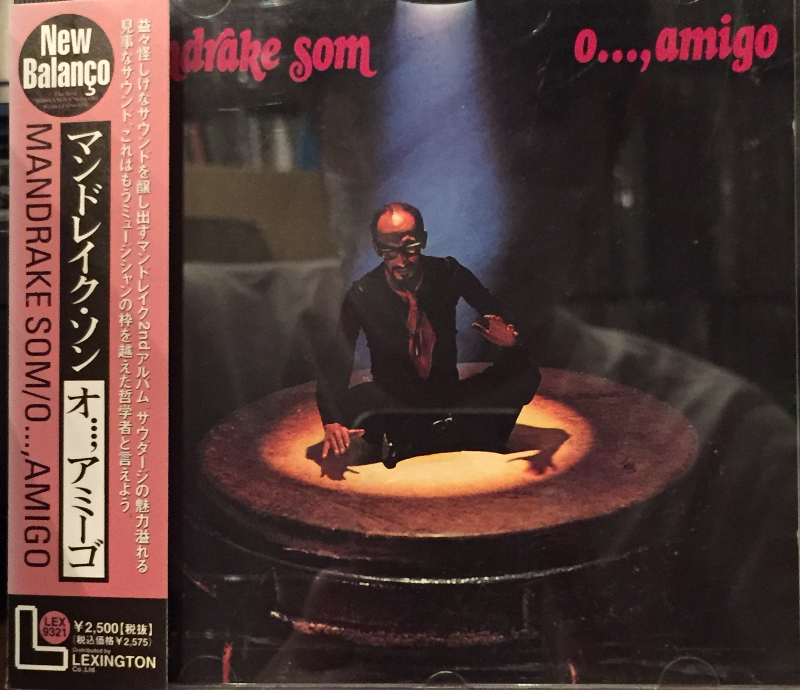 New
Balanço
益々怪しげなサウンドを醸し出すマンドレイク2ndアルバム サウダージの魅力溢れる
見事なサウンド。これはもうミュージシャンの枠を越えた哲学者と言えよう
マンドレイク・ソン
オ…, アミーゴ
MANDRAKE SOM/O...,AMIGO
LEX
9321
¥2,500【税抜】
(税込価格¥2,575)
Distributed by
LEXINGTON
Co.,Ltd.
ndrake som
o...,amigo